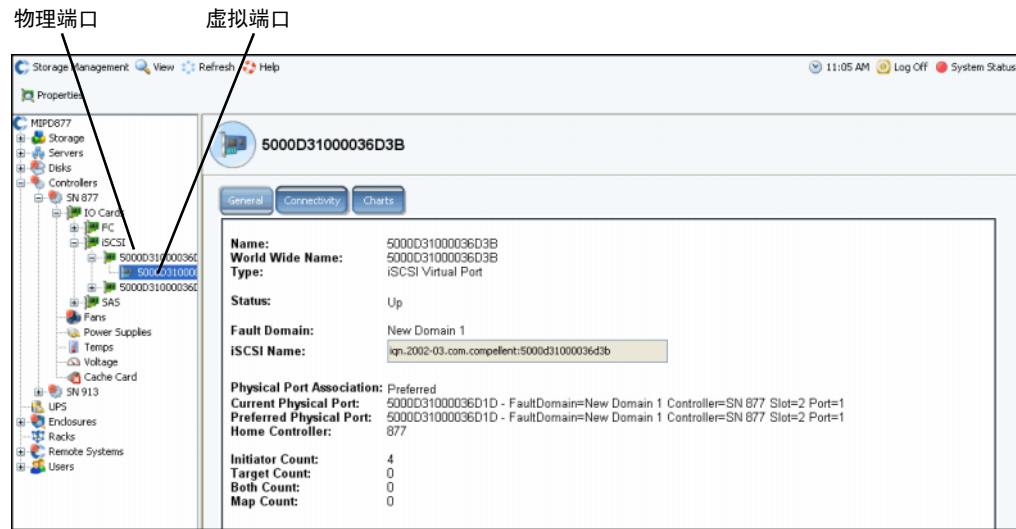 物理端口 虚拟端口
Storage Management View Refresh Help 11:05 AM Log Off System Status
Properties
MIPD877
Storage
Servers
Disks
Controllers
SN 877
IO Cards
FC
iSCSI
5000D31000036D
5000D31000
5000D31000036D
SAS
Fans
Power Supplies
Temps
Voltage
Cache Card
SN 913
UPS
Enclosures
Racks
Remote Systems
Users
5000D31000036D3B
General Connectivity Charts
Name: 5000D31000036D3B
World Wide Name: 5000D31000036D3B
Type: iSCSI Virtual Port
Status: Up
Fault Domain: New Domain 1
iSCSI Name: iqn.2002-03.com.compellent:5000d31000036d3b
Physical Port Association: Preferred
Current Physical Port: 5000D31000036D1D - FaultDomain=New Domain 1 Controller=SN 877 Slot=2 Port=1
Preferred Physical Port: 5000D31000036D1D - FaultDomain=New Domain 1 Controller=SN 877 Slot=2 Port=1
Home Controller: 877
Initiator Count: 4
Target Count: 0
Both Count: 0
Map Count: 0